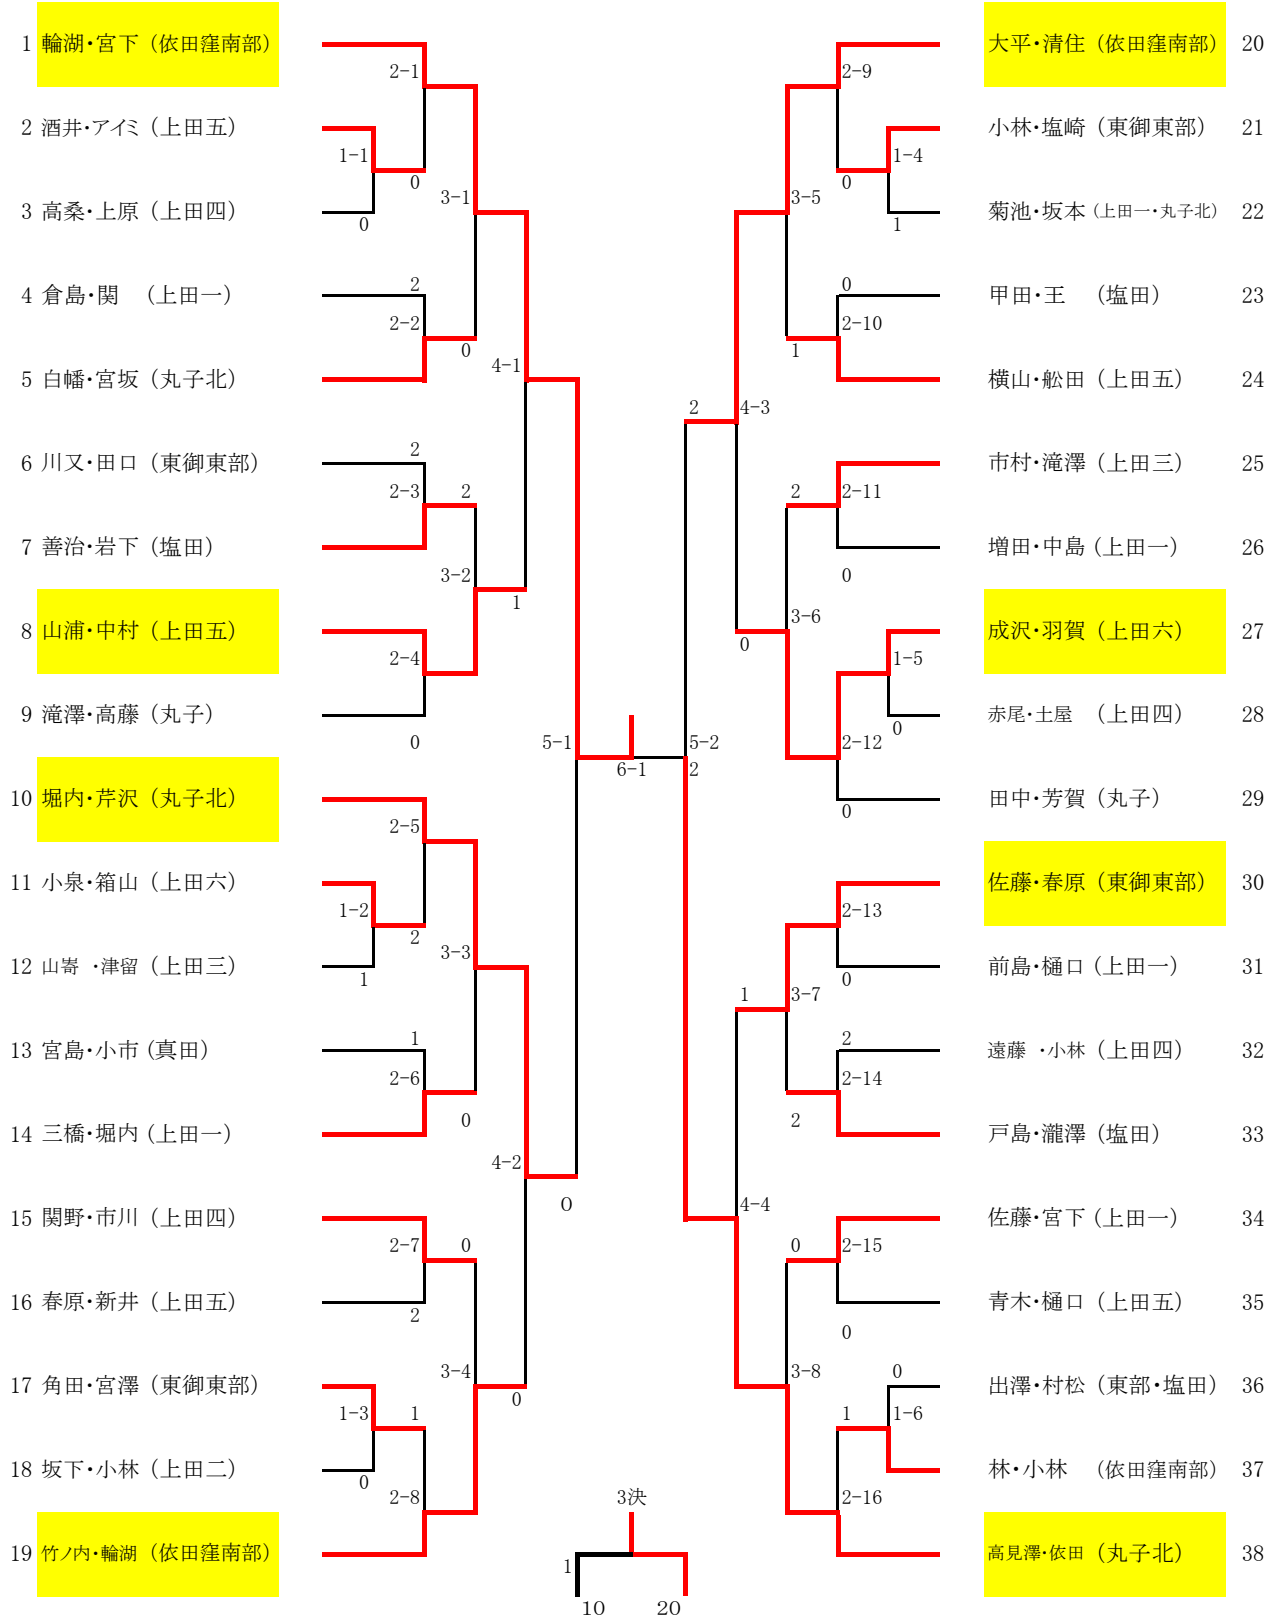 1 輪湖・宮下 (依田窪南部)
2-1
2 酒井・アイミ (上田五)
1-1
0
3 高桑・上原 (上田四)
0
3-1
4 倉島・関 (上田一)
2
2-2
0
5 白幡・宮坂 (丸子北)
4-1
6 川又・田口 (東御東部)
2
2-3
2
7 善治・岩下 (塩田)
3-2
1
8 山浦・中村 (上田五)
2-4
9 滝澤・高藤 (丸子)
0
5-1
10 堀内・芹沢 (丸子北)
2-5
11 小泉・箱山 (上田六)
1-2
2
3-3
12 山嵜 ・津留 (上田三)
1
13 宮島・小市 (真田)
1
2-6
0
14 三橋・堀内 (上田一)
4-2
0
15 関野・市川 (上田四)
2-7
0
16 春原・新井 (上田五)
2
3-4
0
17 角田・宮澤 (東御東部)
1-3
1
18 坂下・小林 (上田二)
0
2-8
19 竹ノ内・輪湖 (依田窪南部)
6-1
3決
1
10
20
大平・清住 (依田窪南部) 20
2-9
小林・塩崎 (東御東部) 21
1-4
0
3-5
菊池・坂本 (上田一・丸子北) 22
1
甲田・王 (塩田) 23
0
2-10
1
横山・舩田 (上田五) 24
2
4-3
市村・滝澤 (上田三) 25
2
2-11
増田・中島 (上田一) 26
0
3-6
0
成沢・羽賀 (上田六) 27
1-5
赤尾・土屋 (上田四) 28
0
2-12
5-2
2
田中・芳賀 (丸子) 29
0
佐藤・春原 (東御東部) 30
2-13
前島・樋口 (上田一) 31
0
1
3-7
遠藤 ・小林 (上田四) 32
2
2-14
2
戸島・瀧澤 (塩田) 33
4-4
佐藤・宮下 (上田一) 34
0
2-15
青木・樋口 (上田五) 35
0
3-8
出澤・村松 (東部・塩田) 36
0
1
1-6
林・小林 (依田窪南部) 37
2-16
高見澤・依田 (丸子北) 38